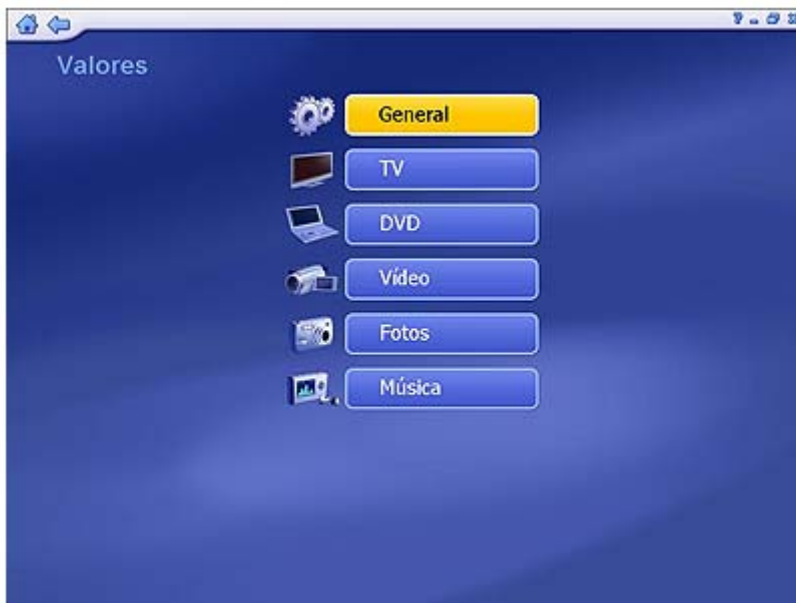 Valores
General
TV
DVD
Vídeo
Fotos
Música